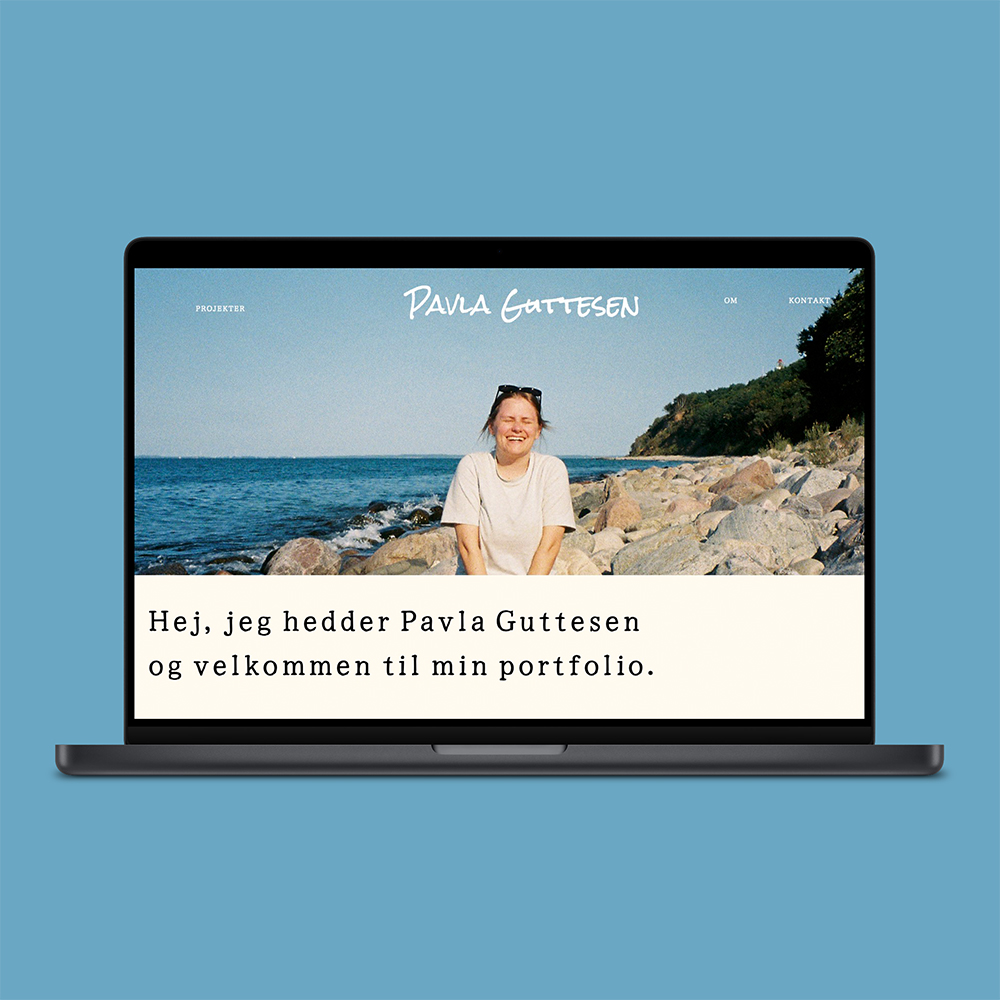 PROJEKTER
PAVLA GUTTESEN
OM
KONTAKT
Hej, jeg hedder Pavla Guttesen
og velkommen til min portfolio.